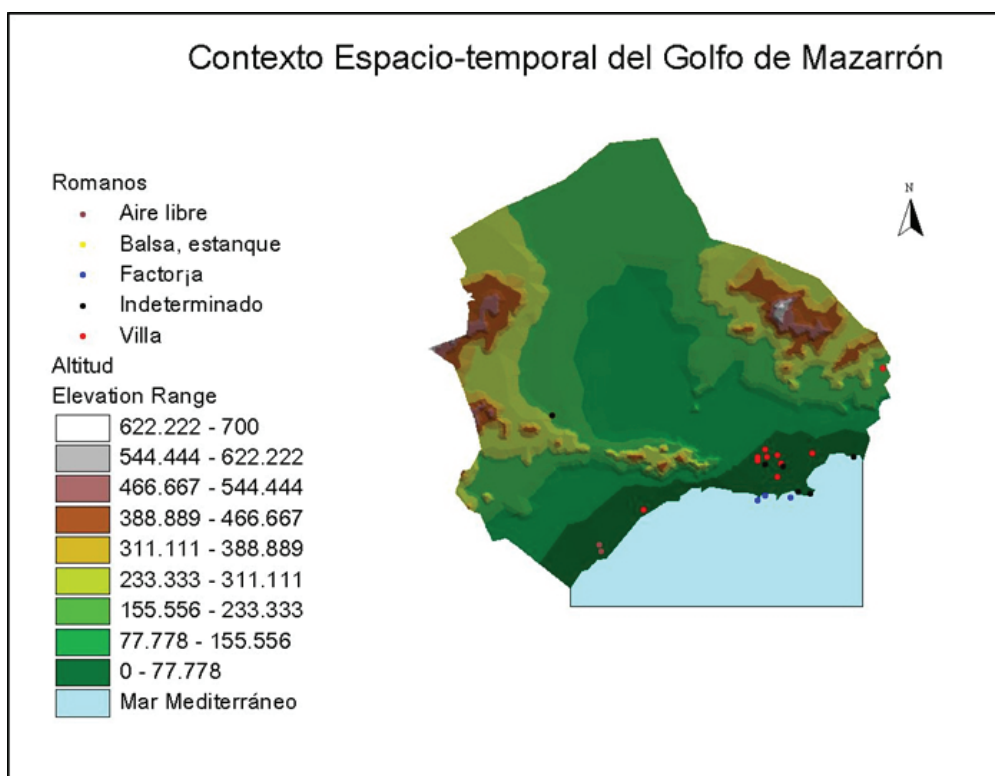 Contexto Espacio-temporal del Golfo de Mazarrón
N
Romanos
Aire libre
Balsa, estanque
Factor¡a
Indeterminado
Villa
Altitud
Elevation Range
622.222 - 700
544.444 - 622.222
466.667 - 544.444
388.889 - 466.667
311.111 - 388.889
233.333 - 311.111
155.556 - 233.333
77.778 - 155.556
0 - 77.778
Mar Mediterráneo